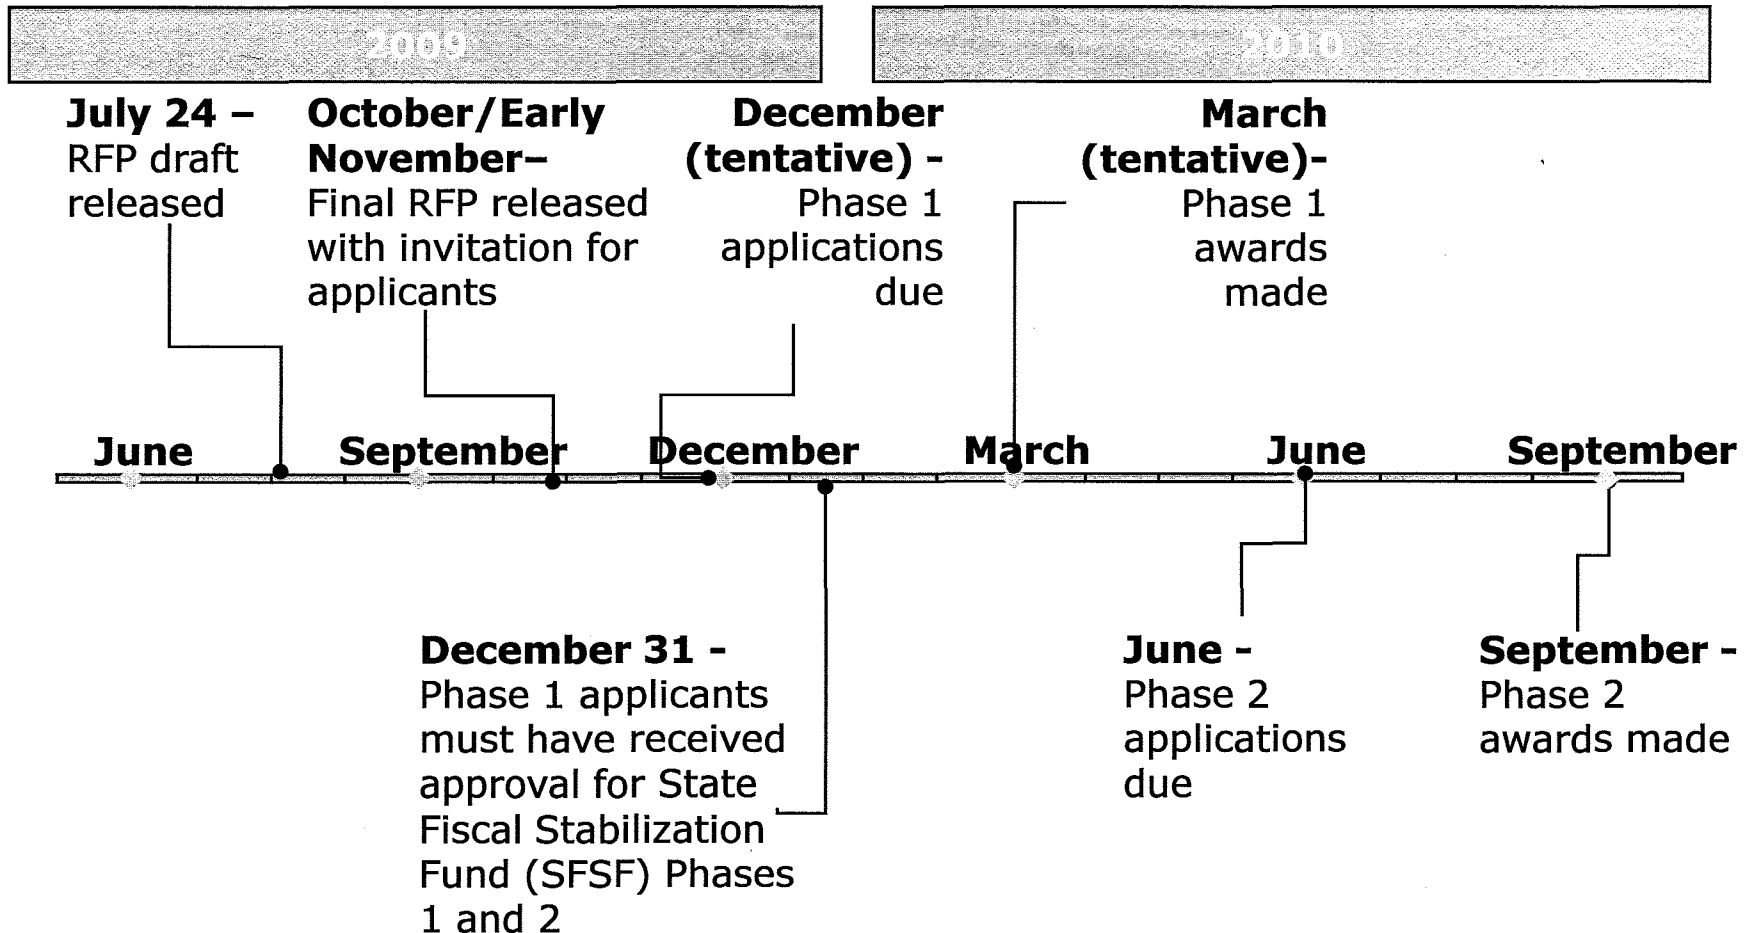 2009
2010
July 24 –
RFP draft
released
October/Early
November–
Final RFP released
with invitation for
applicants
December
(tentative) -
Phase 1
applications
due
March
(tentative)-
Phase 1
awards
made
June
September
December
March
June
September
December 31 -
Phase 1 applicants
must have received
approval for State
Fiscal Stabilization
Fund (SFSF) Phases
1 and 2
June -
Phase 2
applications
due
September -
Phase 2
awards made